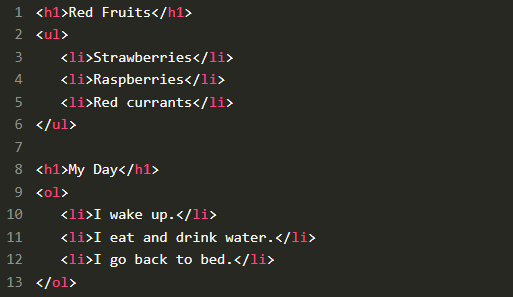 1 <h1>Red Fruits</h1>
2 <ul>
3    <li>Strawberries</li>
4    <li>Raspberries</li>
5    <li>Red currants</li>
6 </ul>
7
8 <h1>My Day</h1>
9 <ol>
10    <li>I wake up.</li>
11    <li>I eat and drink water.</li>
12    <li>I go back to bed.</li>
13 </ol>